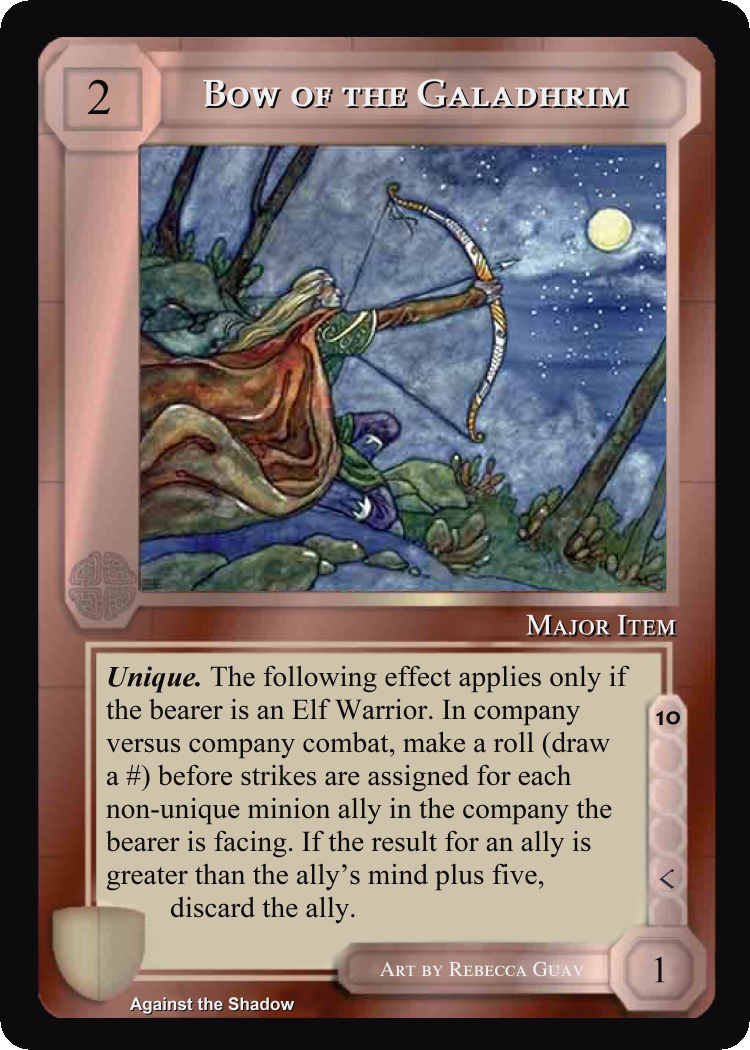 2
Bow of the Galadhrim
Major Item
Unique. The following effect applies only if
the bearer is an Elf Warrior. In company
versus company combat, make a roll (draw
a #) before strikes are assigned for each
non-unique minion ally in the company the
bearer is facing. If the result for an ally is
greater than the ally’s mind plus five,
discard the ally.
10
<
Art by Rebecca Guay
1
Against the Shadow